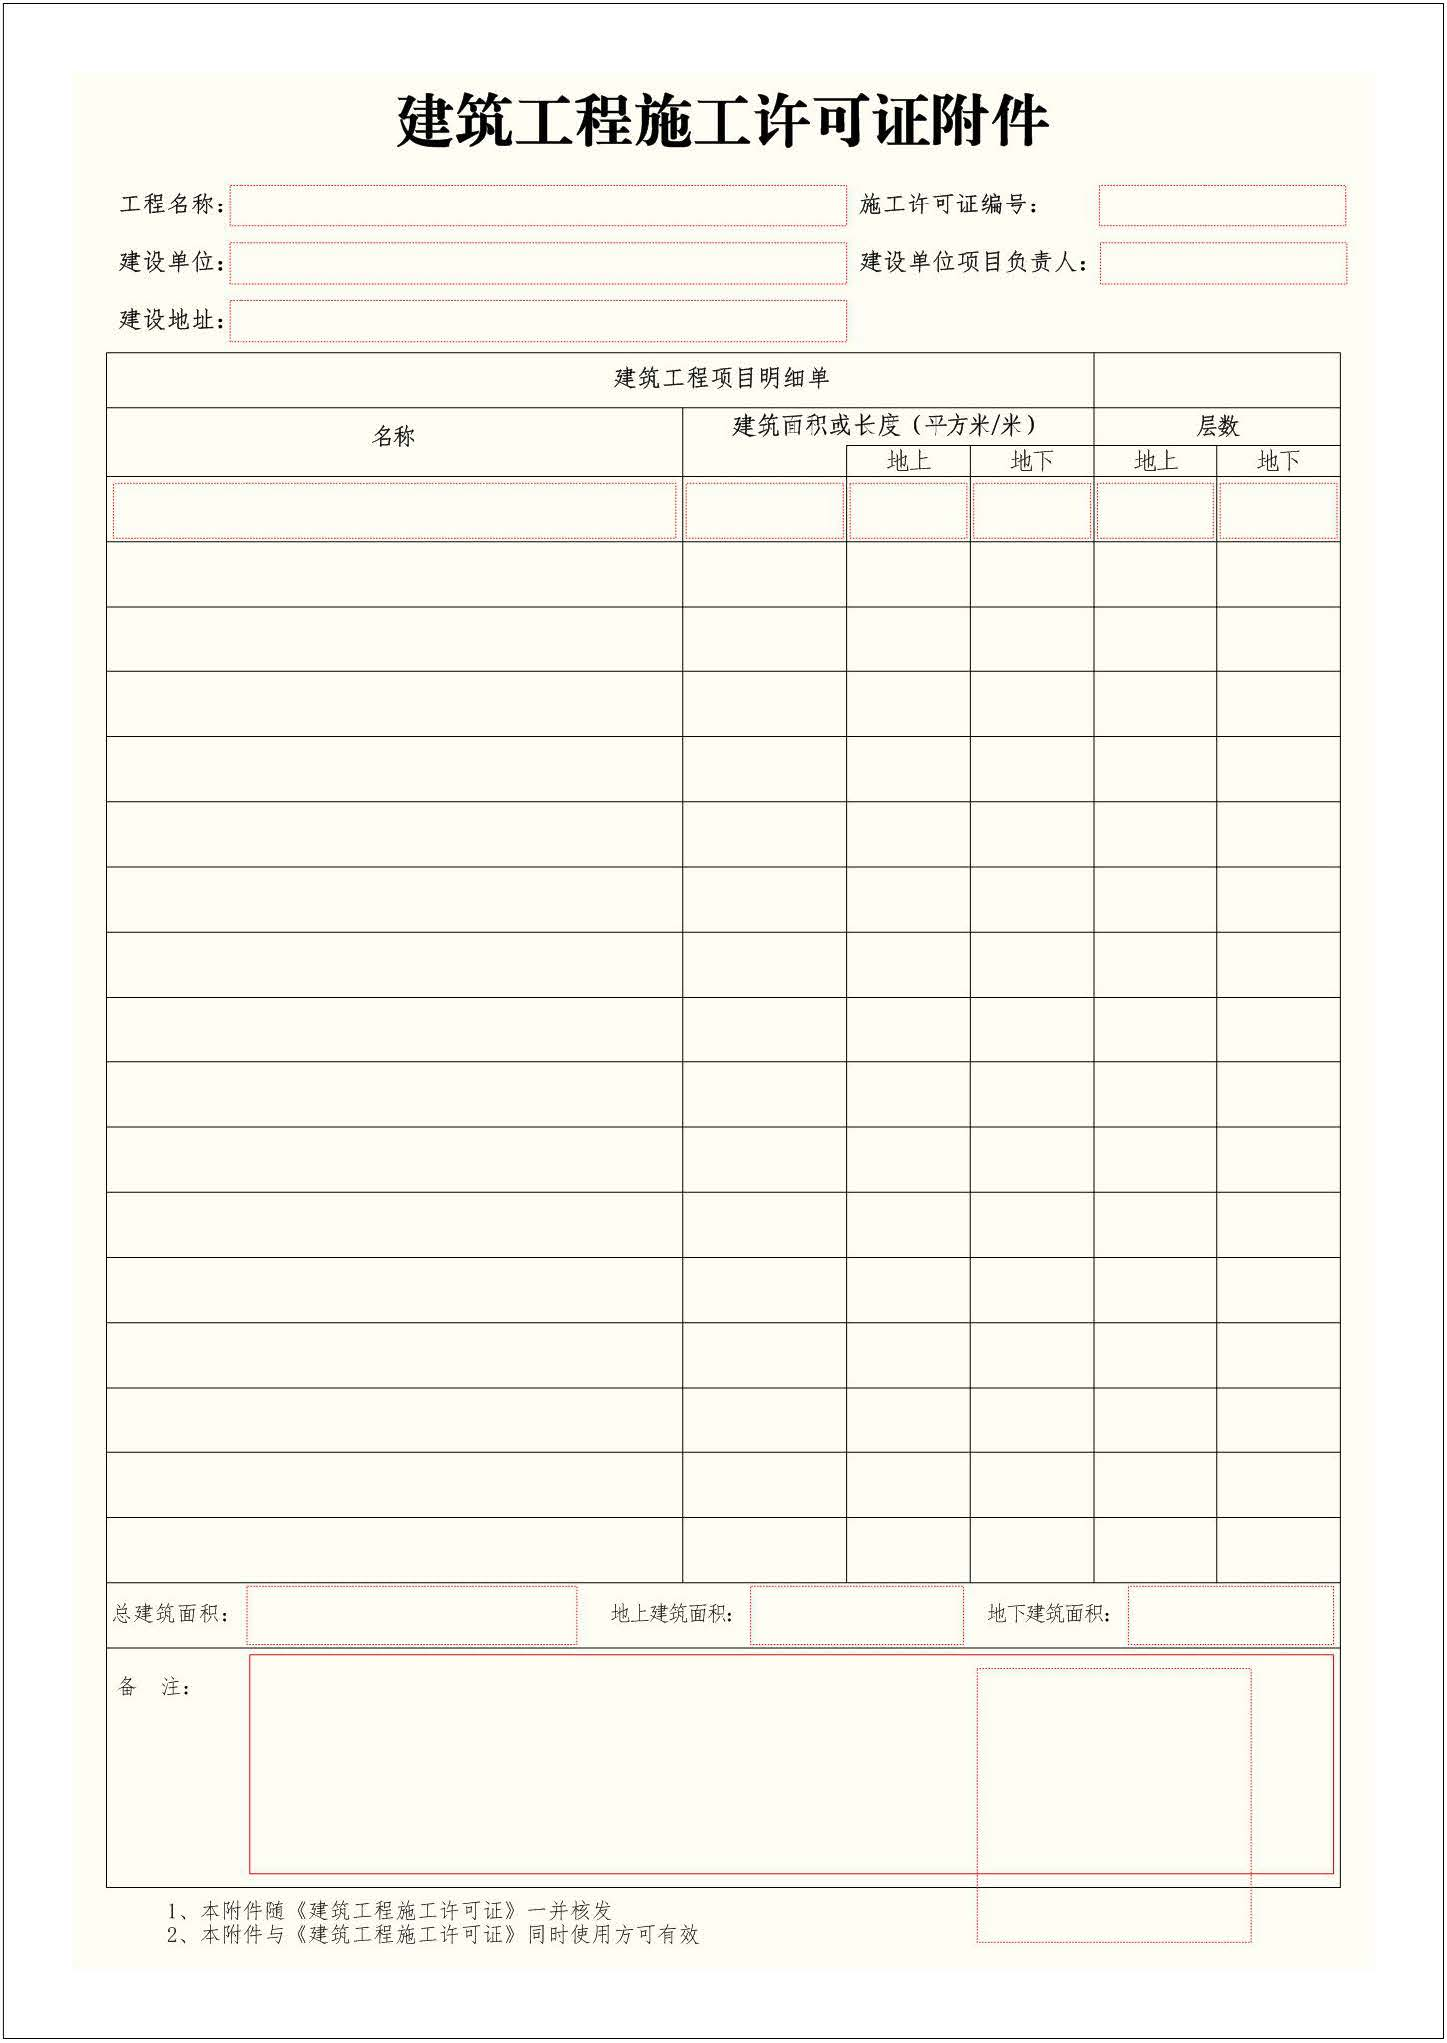 建筑工程施工许可证附件
工程名称: 施工许可证编号:
建设单位: 建设单位项目负责人:
建设地址:
建筑工程项目明细单
名称 建筑面积或长度（平方米/米） 层数
地上 地下 地上 地下
总建筑面积: 地上建筑面积: 地下建筑面积:
备 注:
1、本附件随《建筑工程施工许可证》一并核发
2、本附件与《建筑工程施工许可证》同时使用方可有效